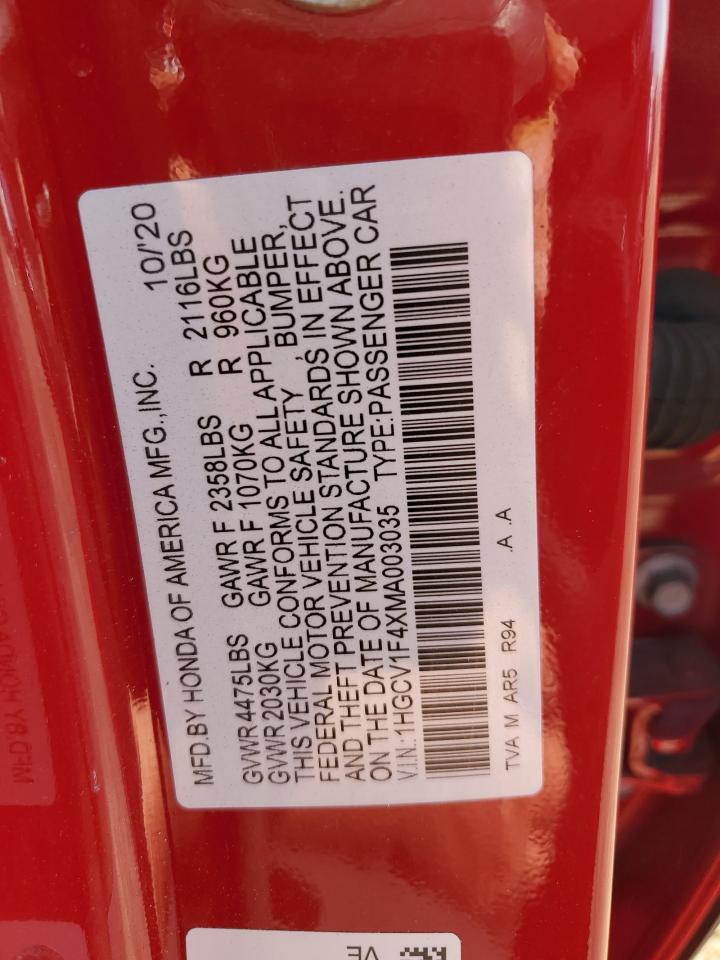 MFD.BY HONDA OF AMERICA MFG.,INC. 10/'20
GVWR 4475LBS GAWR F 2358LBS R 2116LBS
GVWR 2030KG GAWR F 1070KG R 960KG
THIS VEHICLE CONFORMS TO ALL APPLICABLE
FEDERAL MOTOR VEHICLE SAFETY , BUMPER,
AND THEFT PREVENTION STANDARDS IN EFFECT
ON THE DATE OF MANUFACTURE SHOWN ABOVE.
V.I.N.:1HGCV1F4XMA003035 TYPE:PASSENGER CAR
TVA M AR5 R94 .A .A
VE